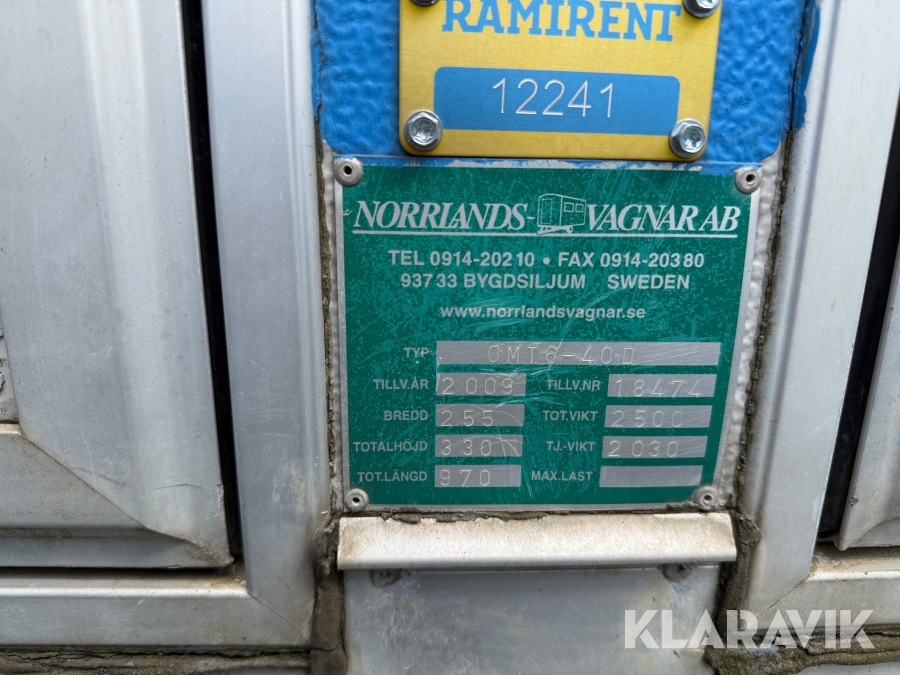 RAMIRENT
12241
NORRLANDS-VAGNAR AB
TEL 0914-202 10 • FAX 0914-203 80
937 33 BYGDSILJUM SWEDEN
www.norrlandsvagnar.se
TYP OMT6-40 D
TILLV.ÅR 2009 TILLV.NR 18474
BREDD 255 TOT.VIKT 2500
TOTALHÖJD 330 TJ.-VIKT 2030
TOT.LÄNGD 970 MAX.LAST
KLARAVIK